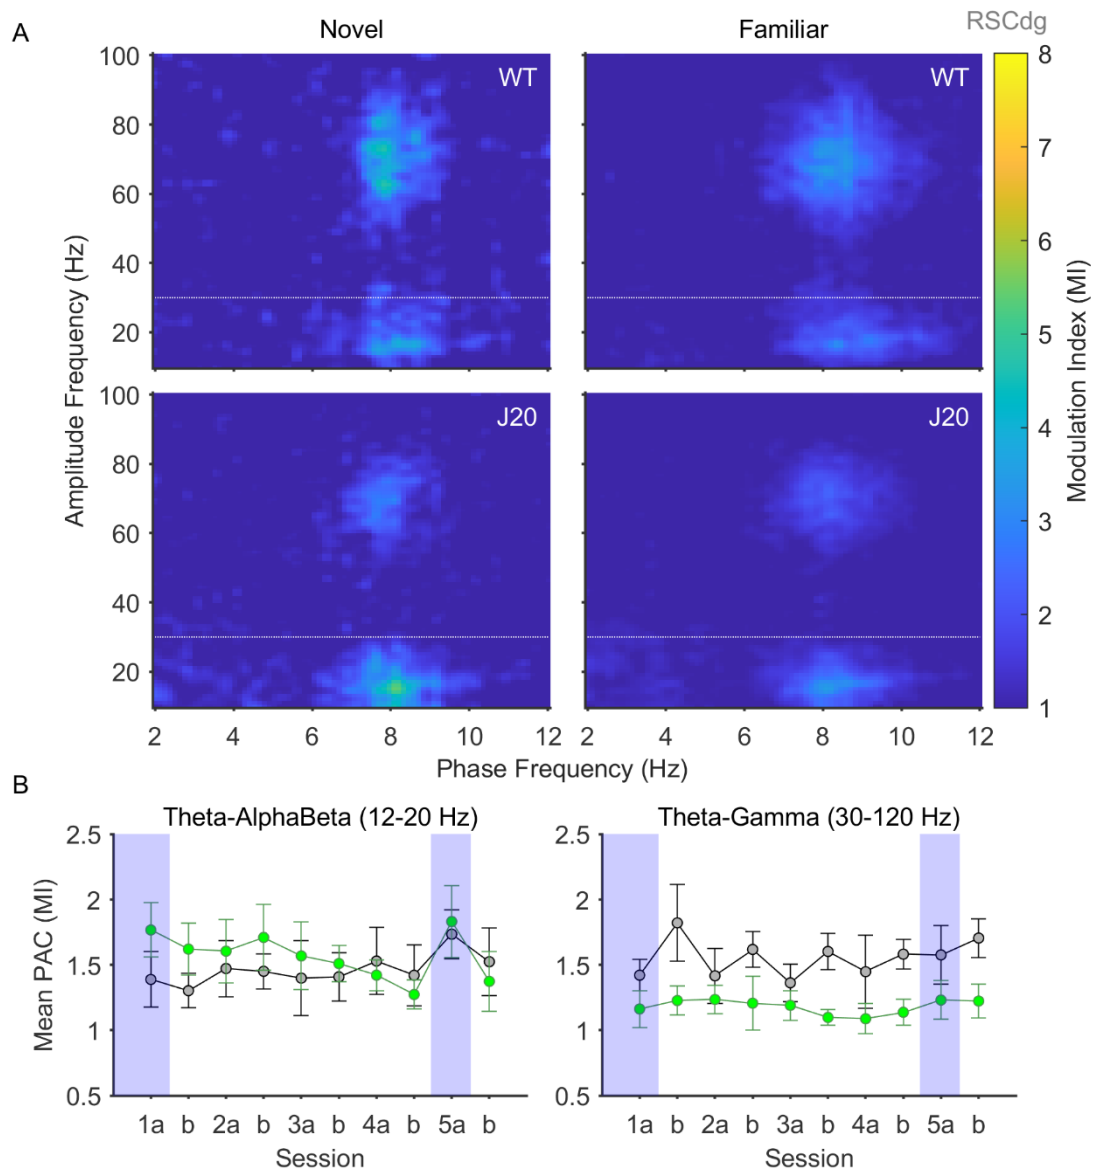 A
Novel
Familiar
RSCdg
WT
WT
J20
J20
100
80
60
40
20
100
80
60
40
20
Amplitude Frequency (Hz)
2 4 6 8 10 12
2 4 6 8 10 12
Phase Frequency (Hz)
8
7
6
5
4
3
2
1
Modulation Index (MI)
B
Theta-AlphaBeta (12-20 Hz)
2.5
2
1.5
1
0.5
Mean PAC (MI)
1a b 2a b 3a b 4a b 5a b
Session
Theta-Gamma (30-120 Hz)
2.5
2
1.5
1
0.5
1a b 2a b 3a b 4a b 5a b
Session